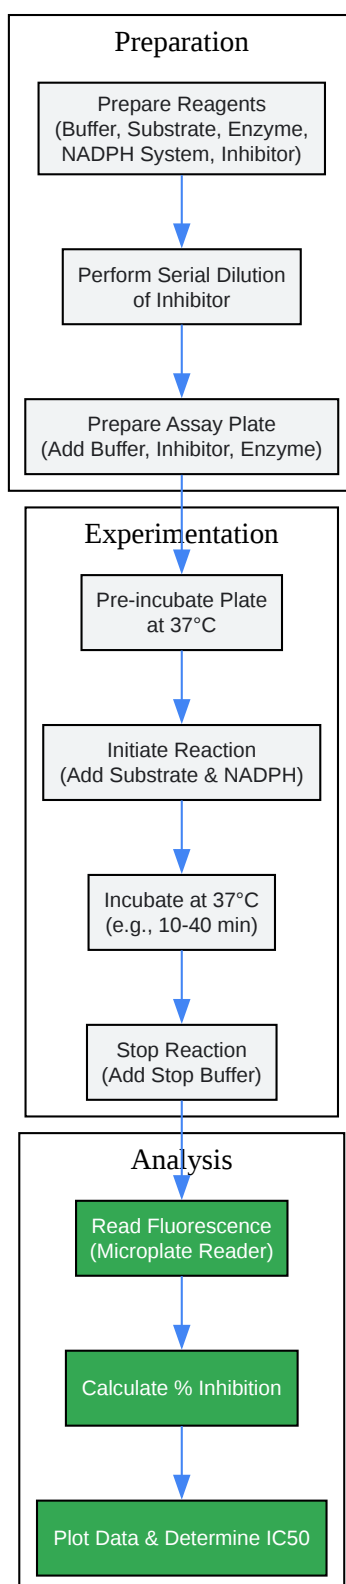 Preparation
Prepare Reagents
(Buffer, Substrate, Enzyme,
NADPH System, Inhibitor)
Perform Serial Dilution
of Inhibitor
Prepare Assay Plate
(Add Buffer, Inhibitor, Enzyme)
Experimentation
Pre-incubate Plate
at 37°C
Initiate Reaction
(Add Substrate & NADPH)
Incubate at 37°C
(e.g., 10-40 min)
Stop Reaction
(Add Stop Buffer)
Analysis
Read Fluorescence
(Microplate Reader)
Calculate % Inhibition
Plot Data & Determine IC50